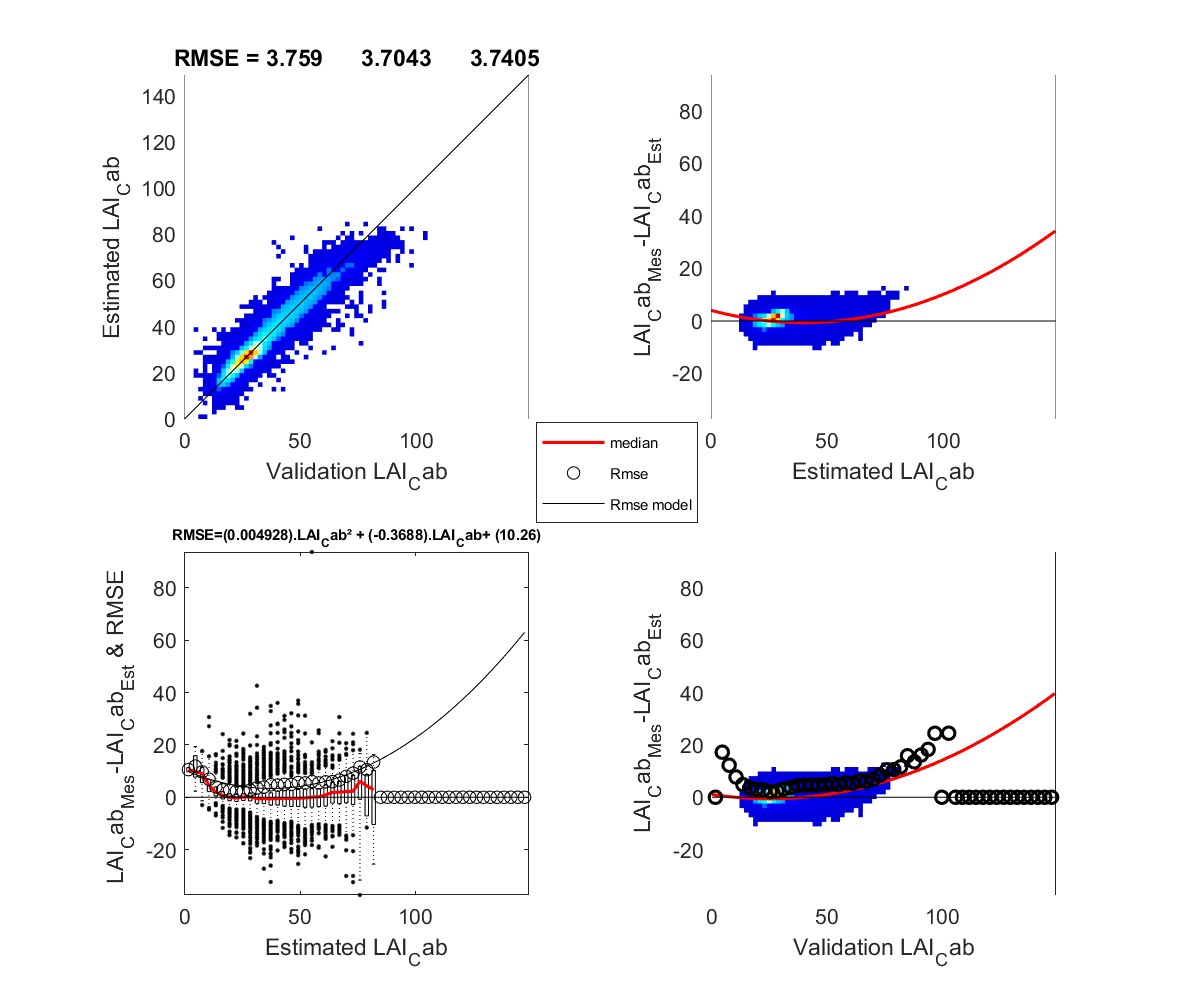 RMSE = 3.759 3.7043 3.7405
140
120
100
80
60
40
20
0
0 50 100
Estimated LAI_Cab
Validation LAI_Cab
80
60
40
20
0
-20
0 50 100
LAI_Cab_Mes-LAI_Cab_Est
Estimated LAI_Cab
median
Rmse
Rmse model
RMSE=(0.004928).LAI_Cab² + (-0.3688).LAI_Cab+ (10.26)
80
60
40
20
0
-20
0 50 100
LAI_Cab_Mes-LAI_Cab_Est & RMSE
Estimated LAI_Cab
80
60
40
20
0
-20
0 50 100
LAI_Cab_Mes-LAI_Cab_Est
Validation LAI_Cab